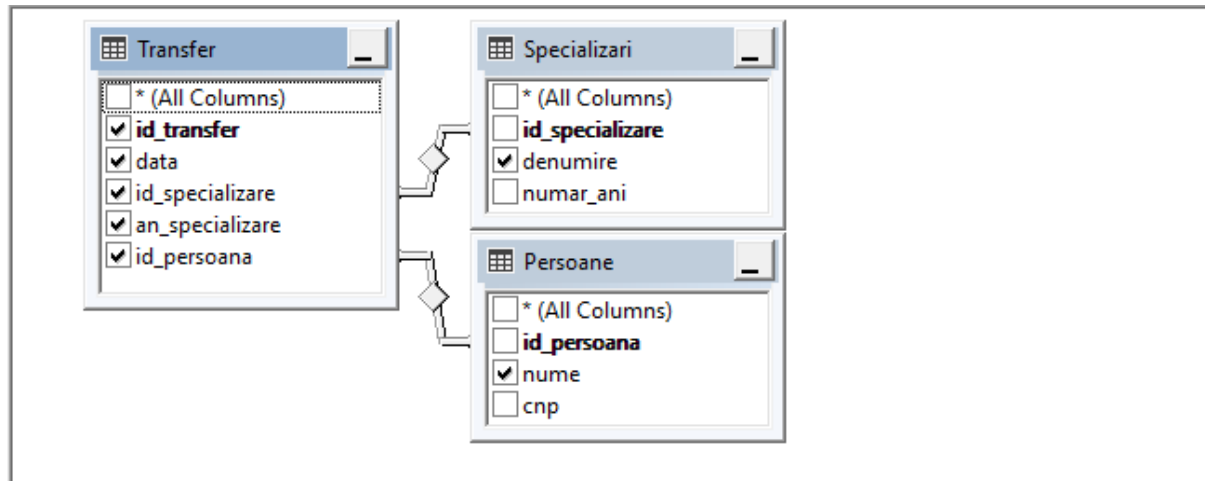 Transfer
* (All Columns)
id_transfer
data
id_specializare
an_specializare
id_persoana
Specializari
* (All Columns)
id_specializare
denumire
numar_ani
Persoane
* (All Columns)
id_persoana
nume
cnp